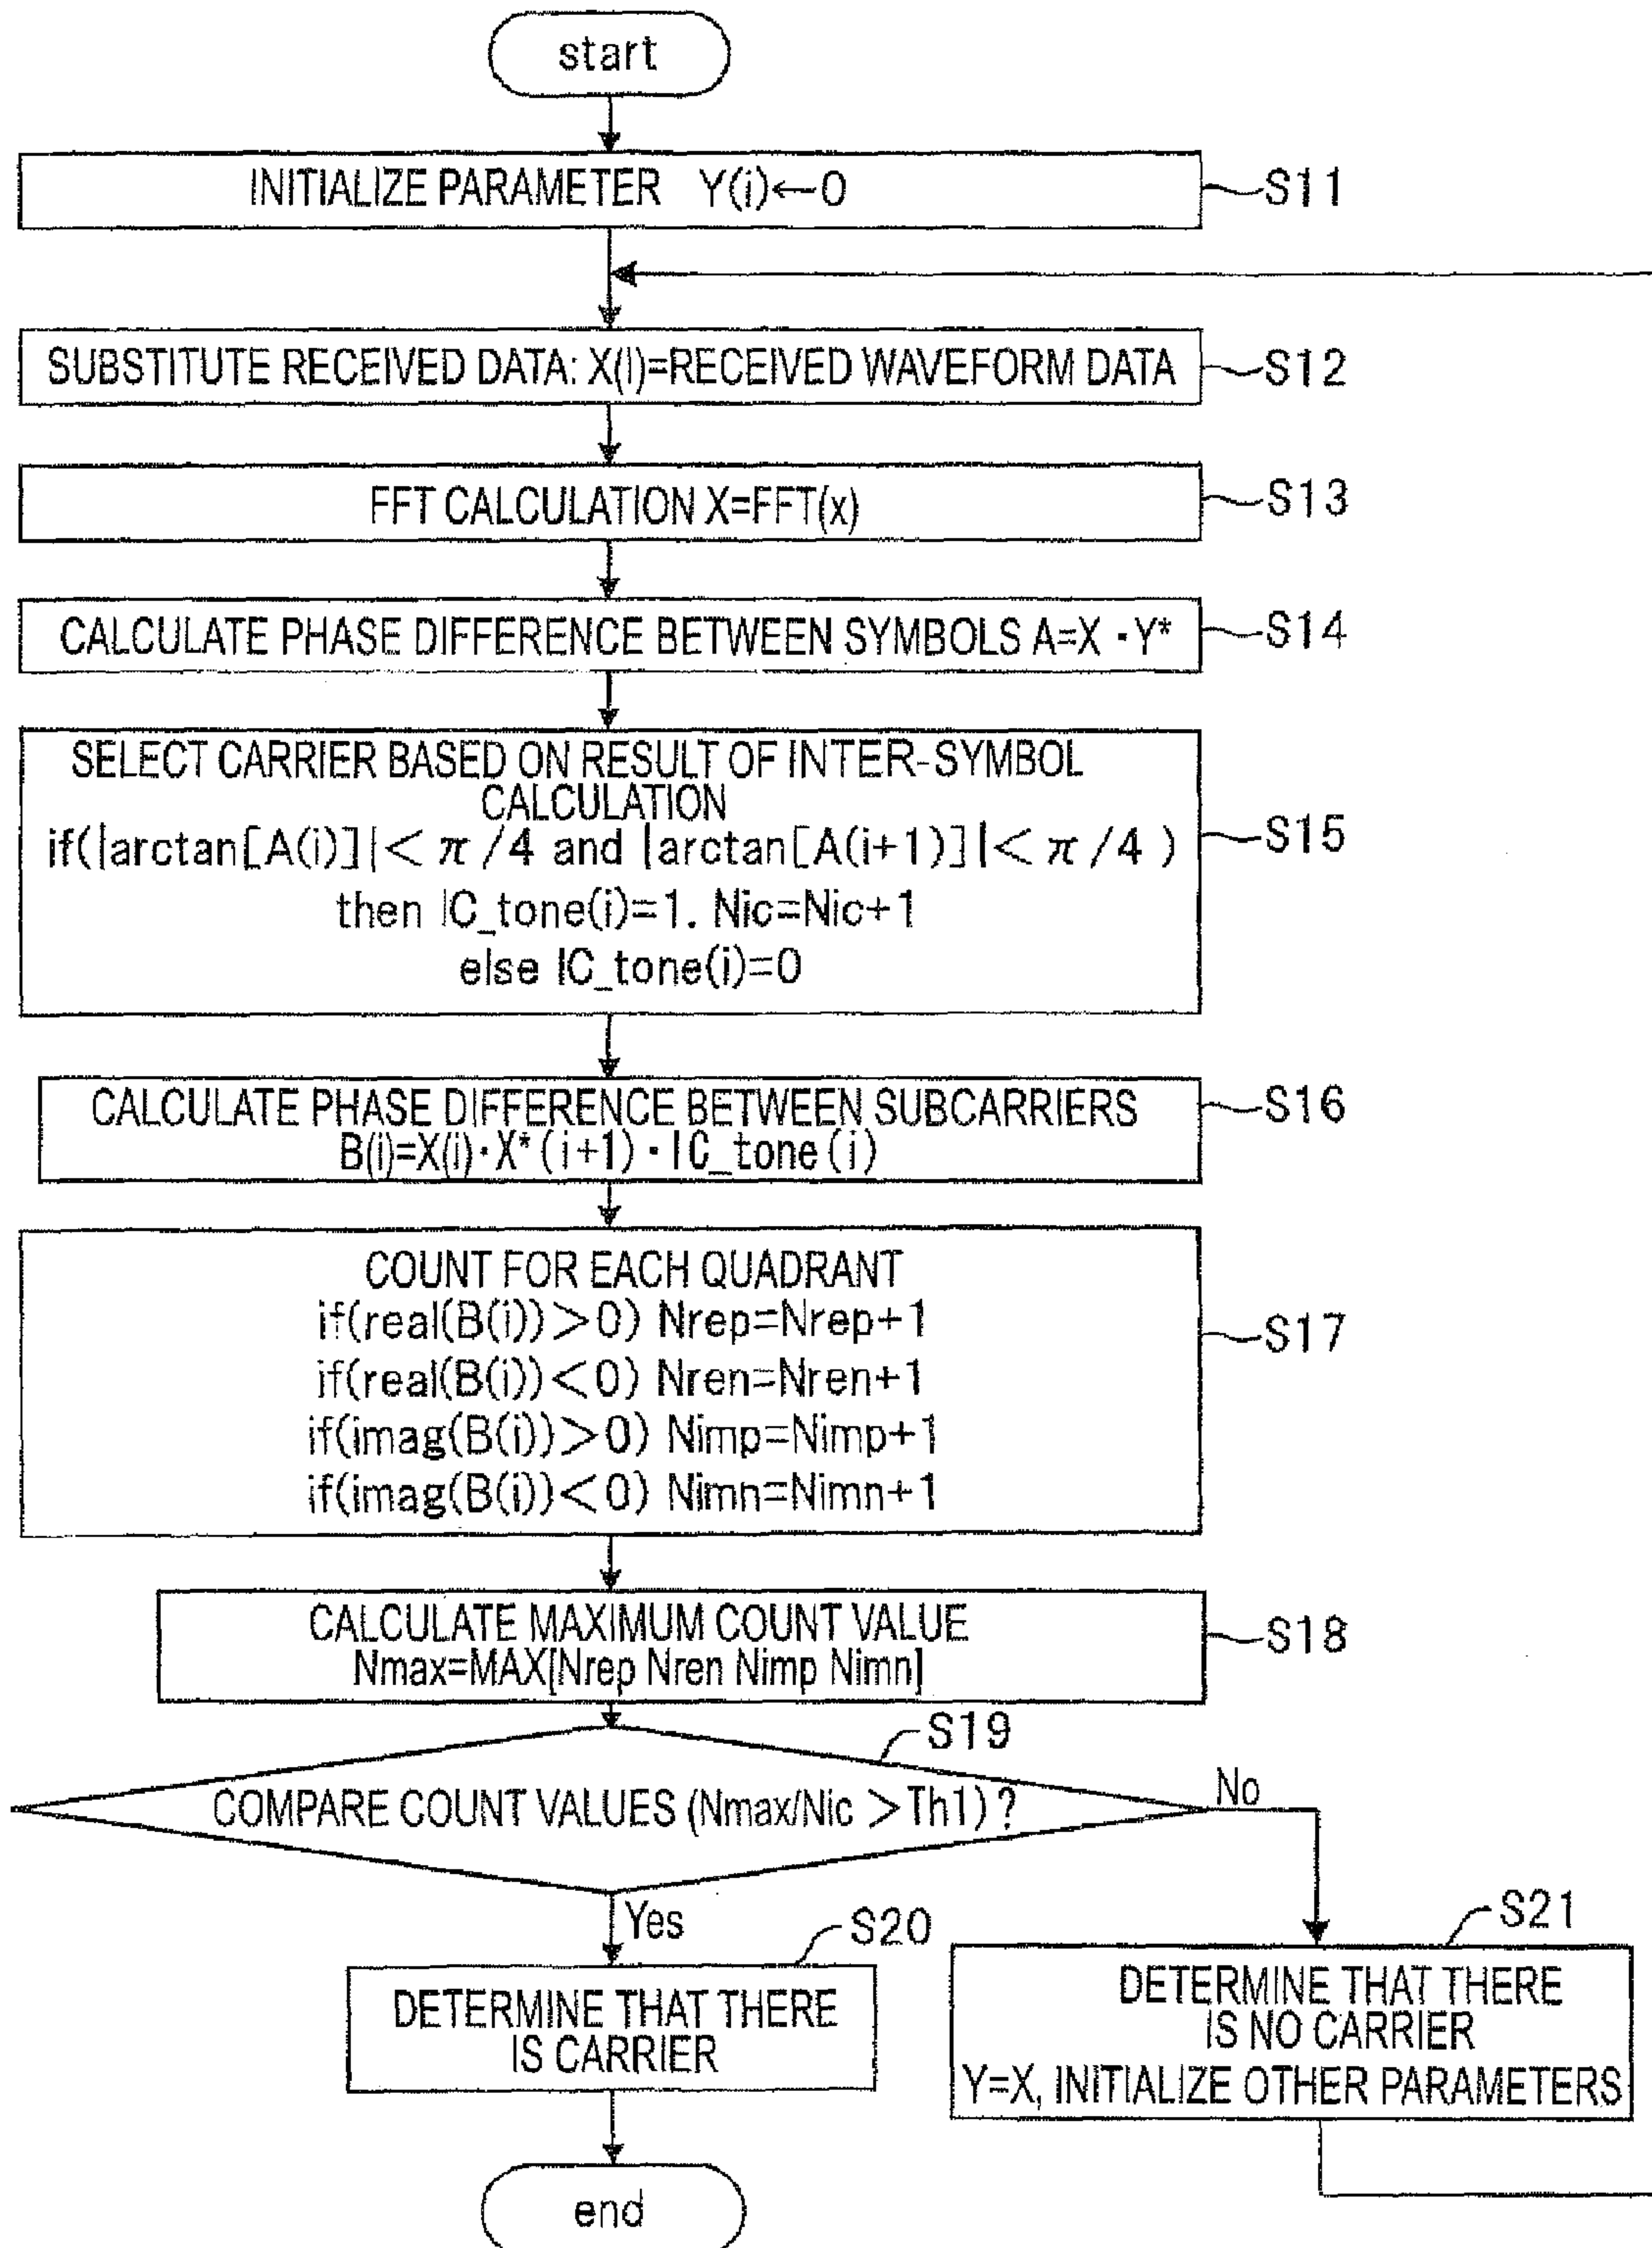 start
INITIALIZE PARAMETER Y(i)←0
S11
SUBSTITUTE RECEIVED DATA: X(I)=RECEIVED WAVEFORM DATA
S12
FFT CALCULATION X=FFT(x)
S13
CALCULATE PHASE DIFFERENCE BETWEEN SYMBOLS A=X・Y*
S14
SELECT CARRIER BASED ON RESULT OF INTER-SYMBOL
CALCULATION
if(|arctan[A(i)]|<π/4 and |arctan[A(i+1)]|<π/4 )
then IC_tone(i)=1. Nic=Nic+1
else IC_tone(i)=0
S15
CALCULATE PHASE DIFFERENCE BETWEEN SUBCARRIERS
B(i)=X(i)・X*(i+1)・IC_tone(i)
S16
COUNT FOR EACH QUADRANT
if(real(B(i))>0) Nrep=Nrep+1
if(real(B(i))<0) Nren=Nren+1
if(imag(B(i))>0) Nimp=Nimp+1
if(imag(B(i))<0) Nimn=Nimn+1
S17
CALCULATE MAXIMUM COUNT VALUE
Nmax=MAX[Nrep Nren Nimp Nimn]
S18
S19
COMPARE COUNT VALUES (Nmax/Nic >Th1)?
No
Yes
S20
DETERMINE THAT THERE
IS CARRIER
S21
DETERMINE THAT THERE
IS NO CARRIER
Y=X, INITIALIZE OTHER PARAMETERS
end